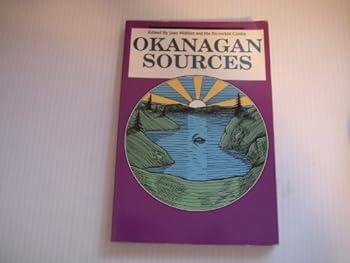 Edited By Jean Webber and the En'owkin Centre
OKANAGAN
SOURCES